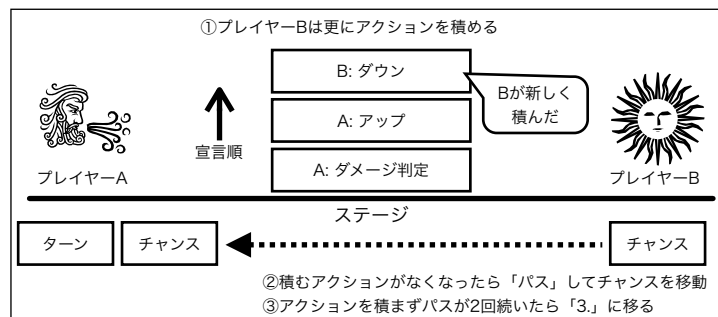 ①プレイヤーBは更にアクションを積める
B: ダウン
Bが新しく
積んだ
A: アップ
宣言順
A: ダメージ判定
プレイヤーA
プレイヤーB
ステージ
ターン
チャンス
チャンス
②積むアクションがなくなったら「パス」してチャンスを移動
③アクションを積まずパスが2回続いたら「3.」に移る